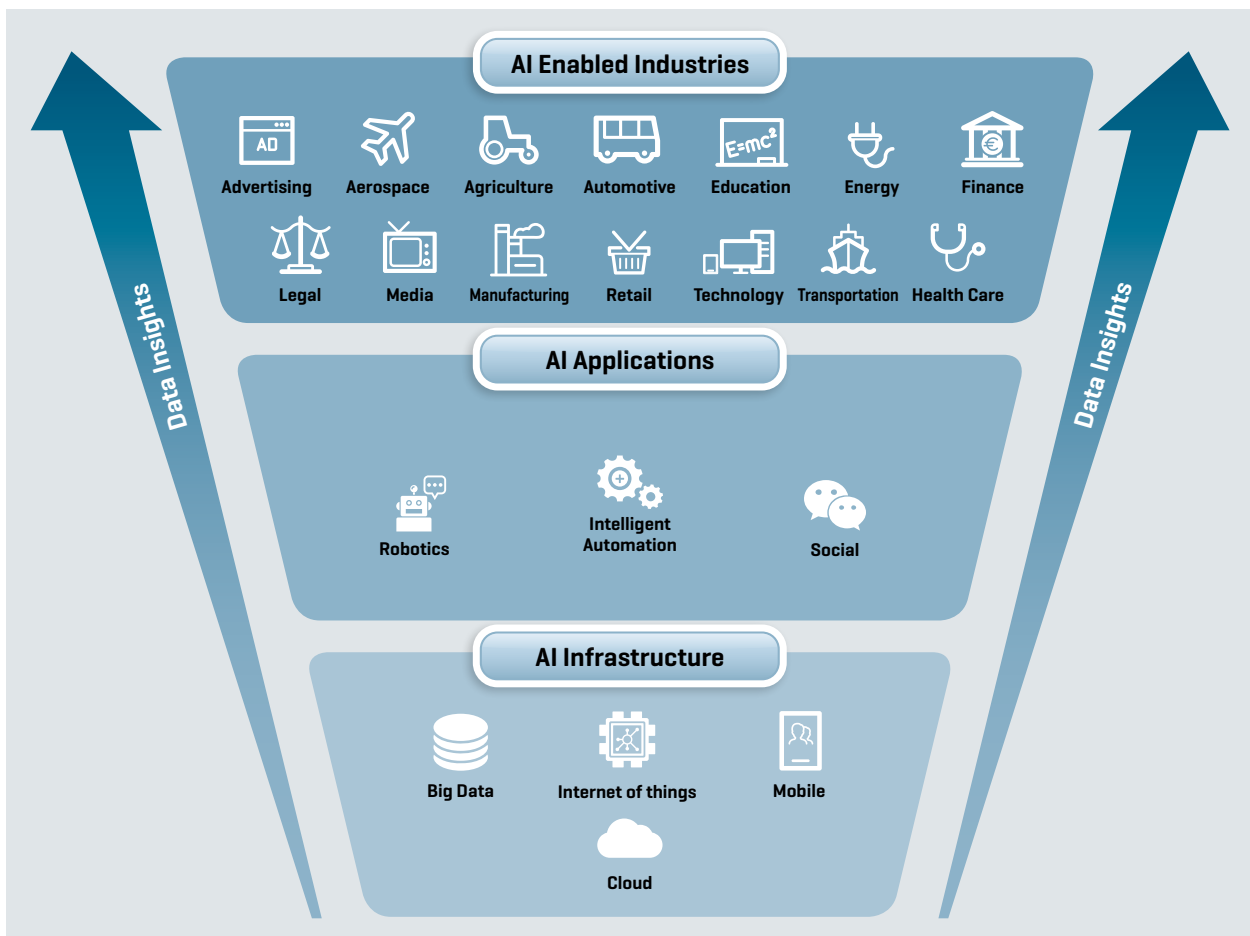 AI Enabled Industries
AD
E=mc²
€
Advertising
Aerospace
Agriculture
Automotive
Education
Energy
Finance
Legal
Media
Manufacturing
Retail
Technology
Transportation
Health Care
Data Insights
Data Insights
AI Applications
Robotics
Intelligent
Automation
Social
AI Infrastructure
Big Data
Internet of things
Mobile
Cloud